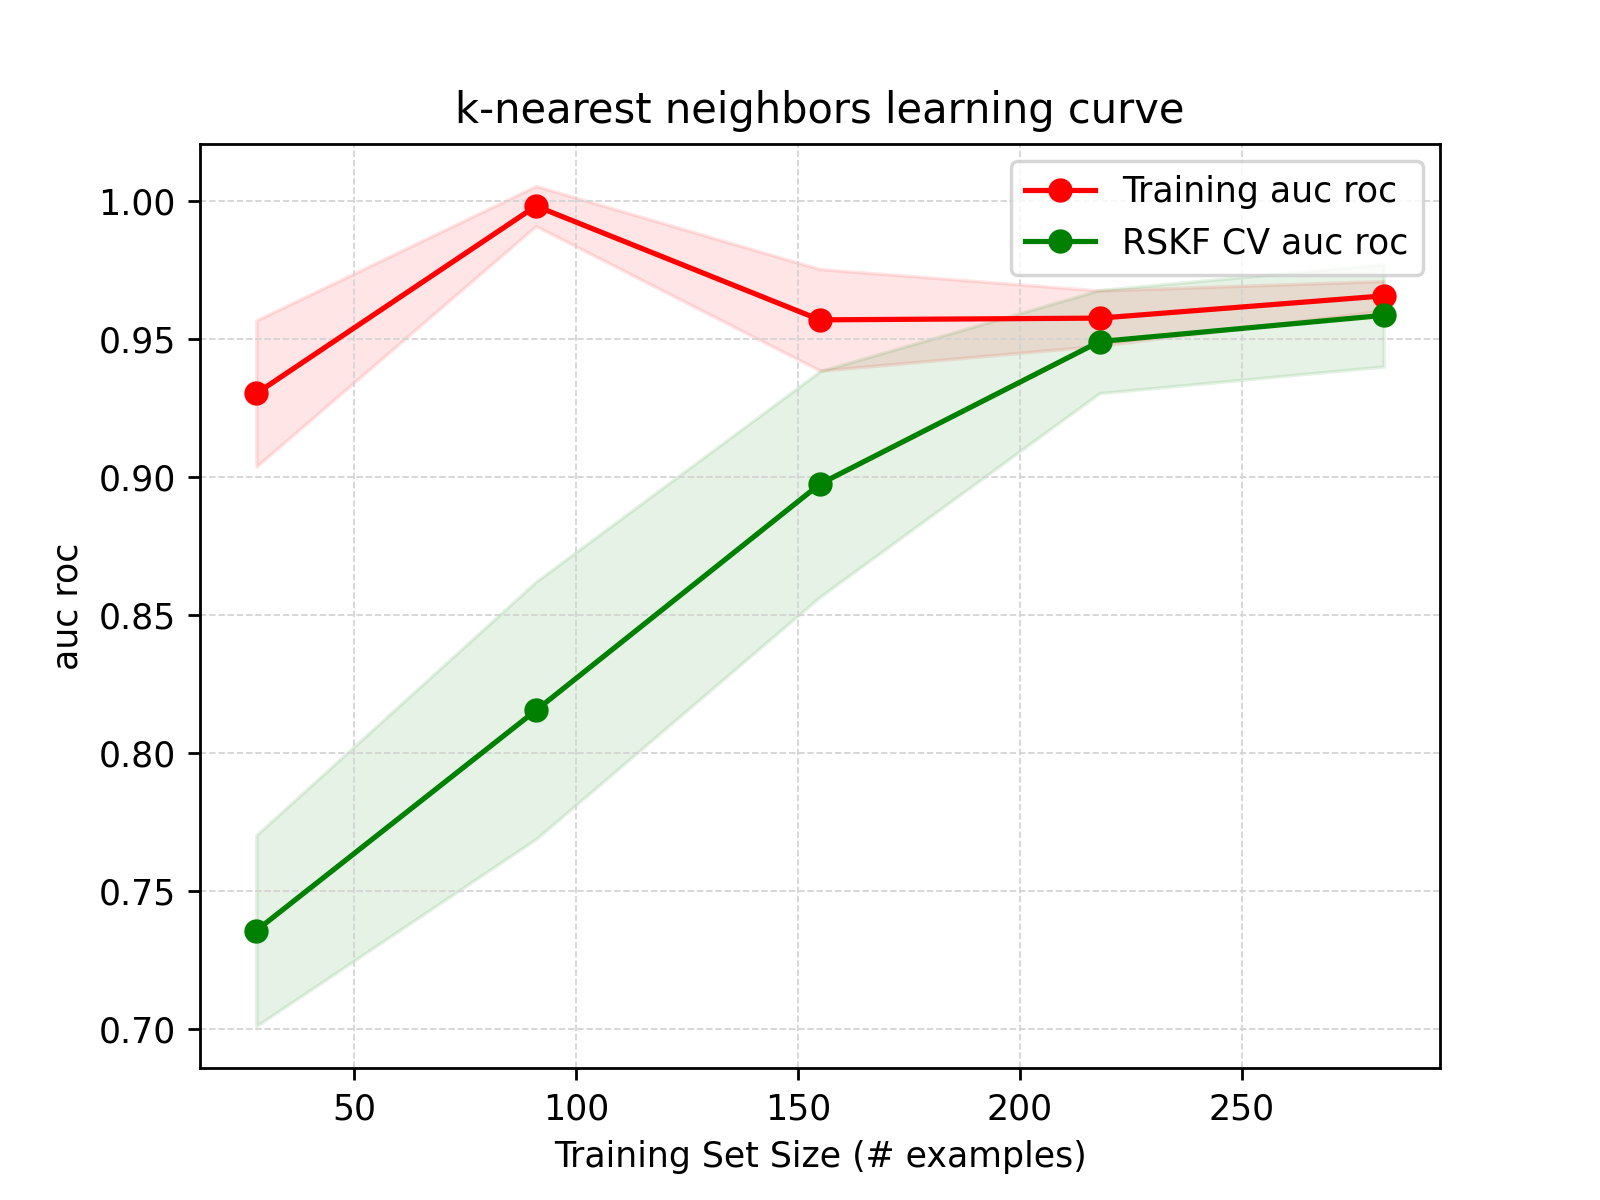 k-nearest neighbors learning curve
Training auc roc
RSKF CV auc roc
auc roc
1.00
0.95
0.90
0.85
0.80
0.75
0.70
50 100 150 200 250
Training Set Size (# examples)